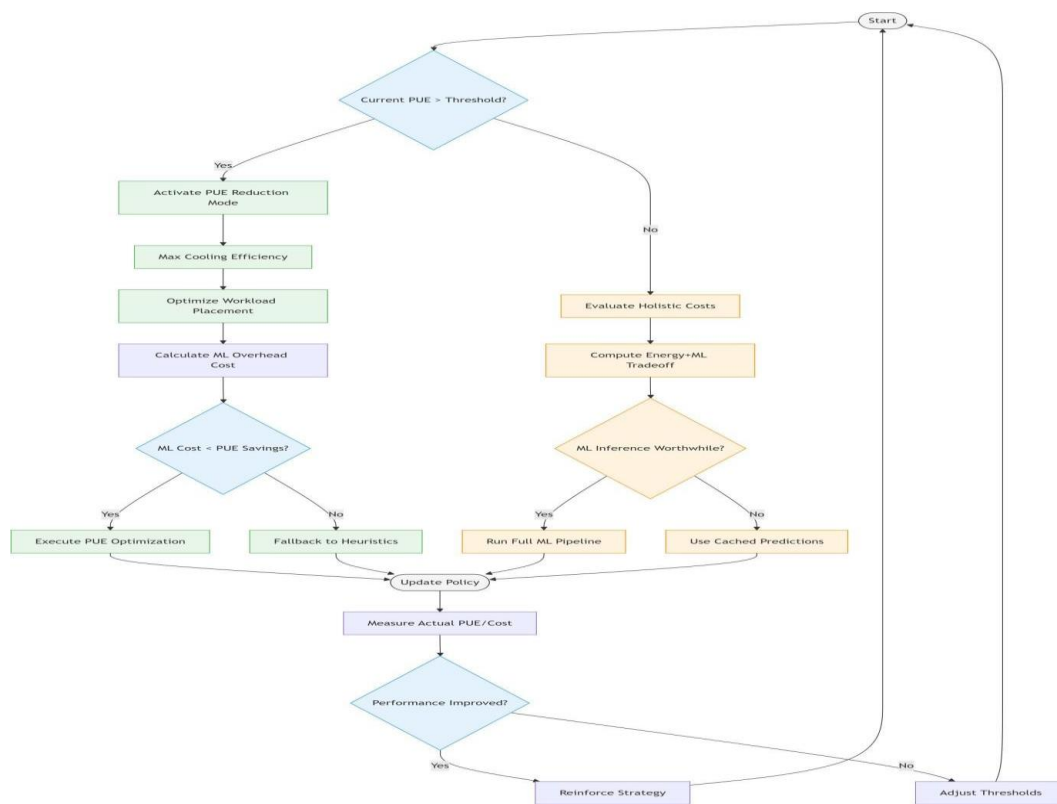 Start
Current PUE > Threshold?
Yes
Activate PUE Reduction
Mode
No
Max Cooling Efficiency
Optimize Workload
Placement
Evaluate Holistic Costs
Calculate ML Overhead
Cost
Compute Energy+ML
Tradeoff
ML Cost < PUE Savings?
ML Inference Worthwhile?
Yes
No
Yes
No
Execute PUE Optimization
Fallback to Heuristics
Run Full ML Pipeline
Use Cached Predictions
Update Policy
Measure Actual PUE/Cost
Performance Improved?
Yes
No
Reinforce Strategy
Adjust Thresholds